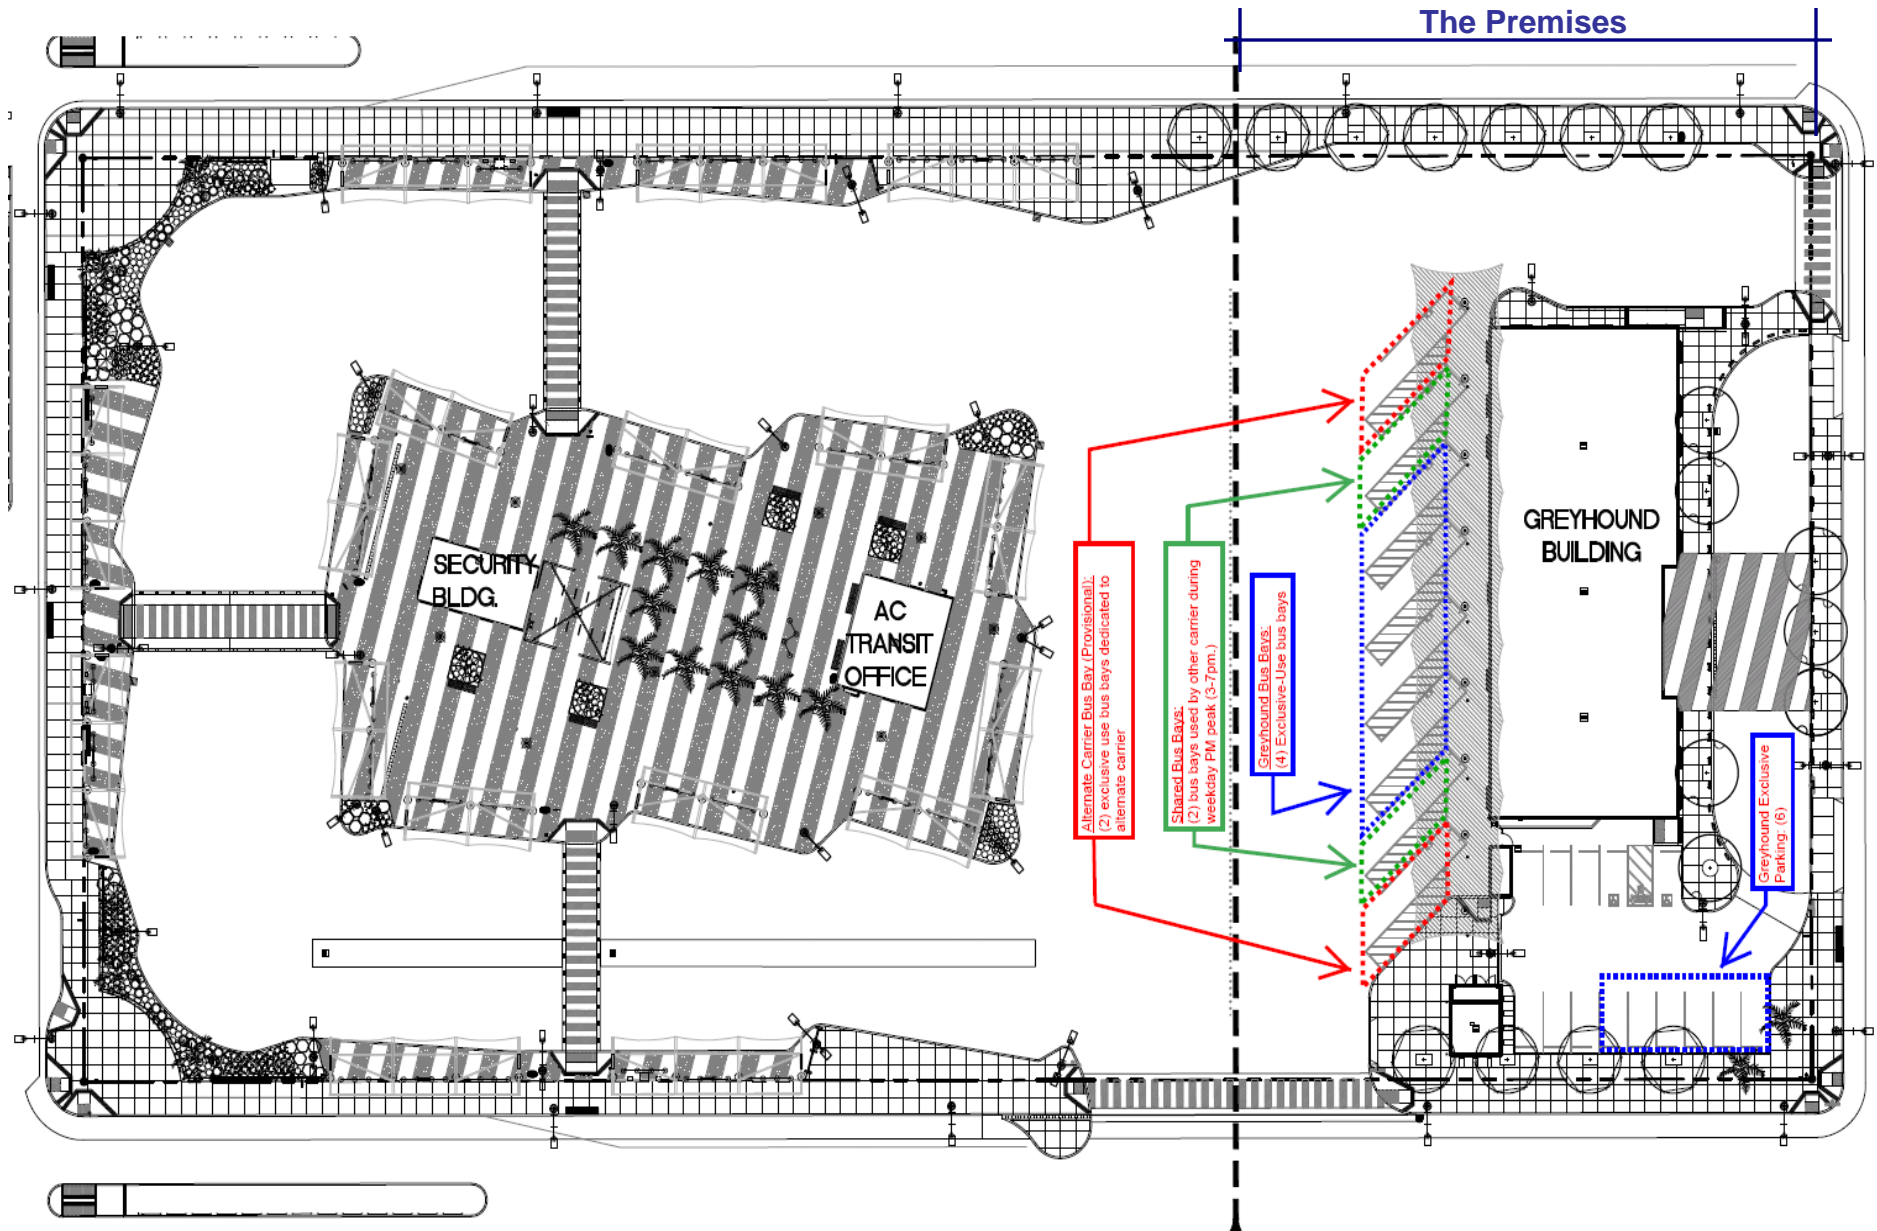 The Premises
SECURITY
BLDG.
AC
TRANSIT
OFFICE
Alternate Carrier Bus Bay (Provisional):
(2) exclusive use bus bays dedicated to
alternate carrier
Shared Bus Bays:
(2) bus bays used by other carrier during
weekday PM peak (3-7pm.)
Greyhound Bus Bays:
(4) Exclusive-Use bus bays
GREYHOUND
BUILDING
Greyhound Exclusive
Parking: (6)